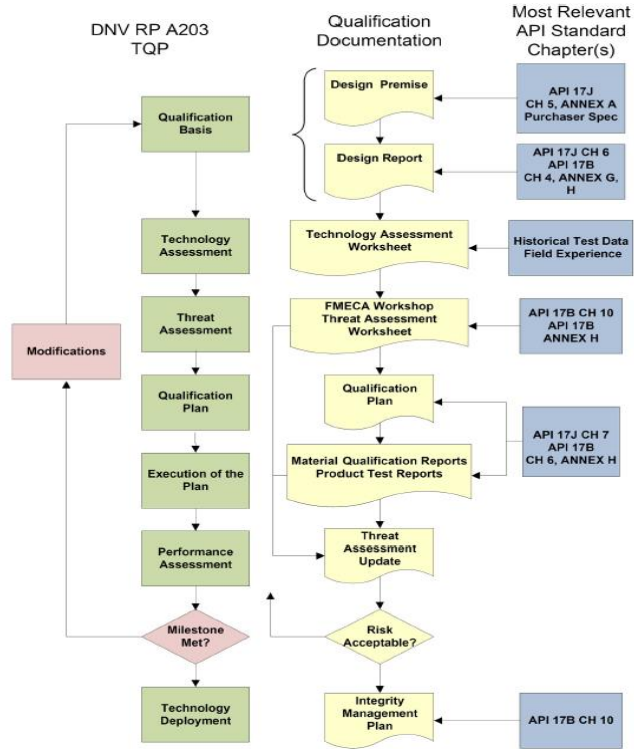 DNV RP A203
TQP
Qualification
Documentation
Most Relevant
API Standard
Chapter(s)
Qualification
Basis
Technology
Assessment
Threat
Assessment
Modifications
Qualification
Plan
Execution of the
Plan
Performance
Assessment
Milestone
Met?
Technology
Deployment
Design Premise
Design Report
Technology Assessment
Worksheet
FMECA Workshop
Threat Assessment
Worksheet
Qualification
Plan
Material Qualification Reports
Product Test Reports
Threat
Assessment
Update
Risk
Acceptable?
Integrity
Management
Plan
API 17J
CH 5, ANNEX A
Purchaser Spec
API 17J CH 6
API 17B
CH 4, ANNEX G,
H
Historical Test Data
Field Experience
API 17B CH 10
API 17B
ANNEX H
API 17J CH 7
API 17B
CH 6, ANNEX H
API 17B CH 10